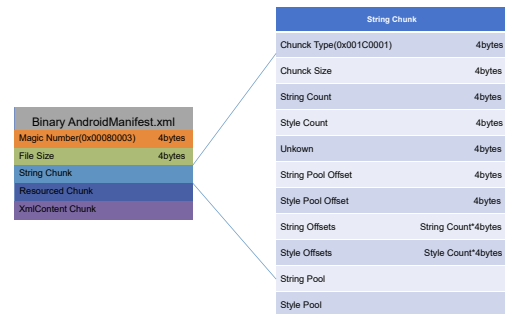 Binary AndroidManifest.xml
Magic Number(0x00080003) 4bytes
File Size 4bytes
String Chunk
Resourced Chunk
XmlContent Chunk
String Chunk
Chunck Type(0x001C0001) 4bytes
Chunck Size 4bytes
String Count 4bytes
Style Count 4bytes
Unkown 4bytes
String Pool Offset 4bytes
Style Pool Offset 4bytes
String Offsets String Count*4bytes
Style Offsets Style Count*4bytes
String Pool
Style Pool